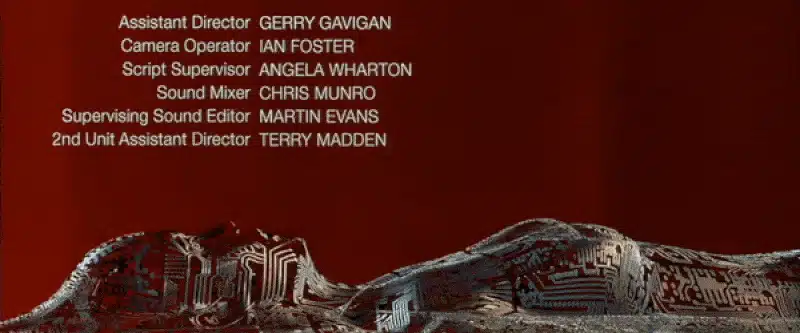 Assistant Director GERRY GAVIGAN
Camera Operator IAN FOSTER
Script Supervisor ANGELA WHARTON
Sound Mixer CHRIS MUNRO
Supervising Sound Editor MARTIN EVANS
2nd Unit Assistant Director TERRY MADDEN